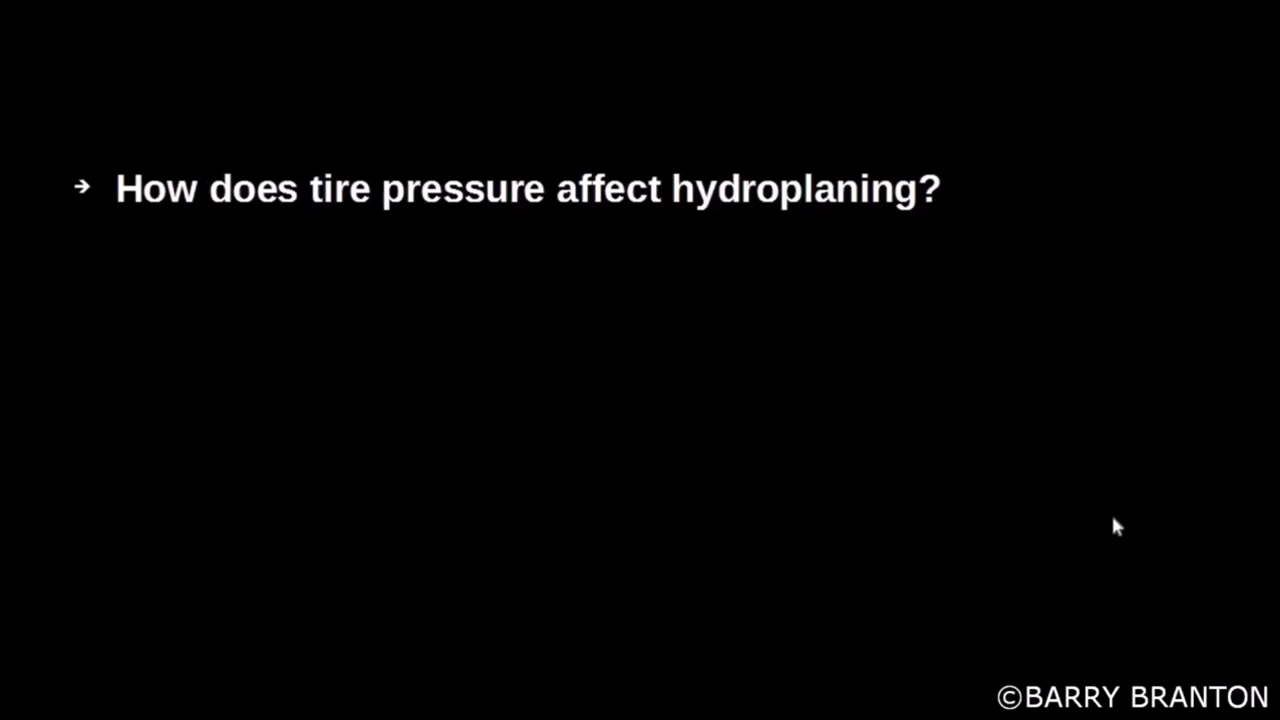 ➔ How does tire pressure affect hydroplaning?
©BARRY BRANTON